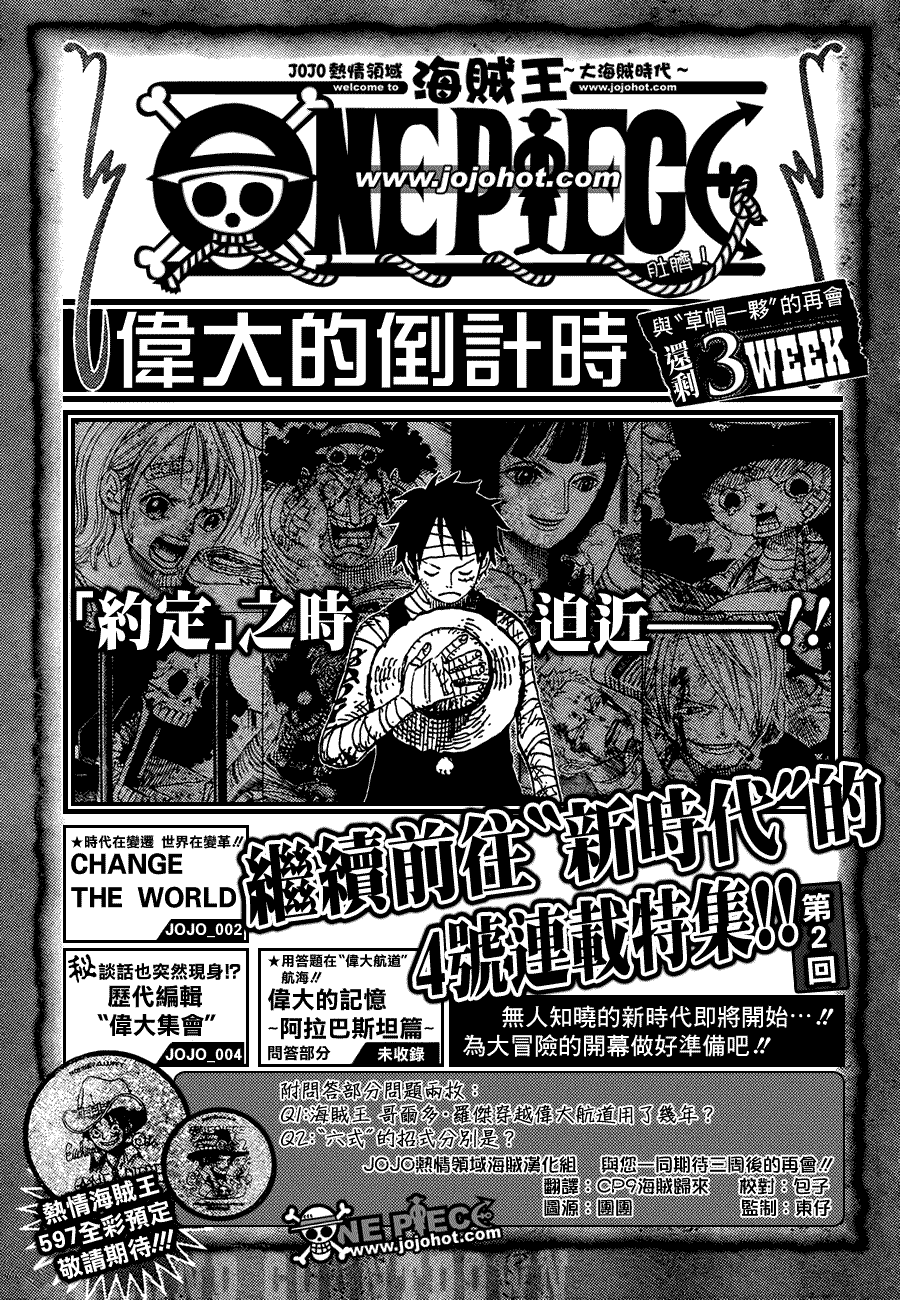 JOJO熱情領域 海賊王 ~大海賊時代~
welcome to www.jojohot.com
ONE PIECE
www.jojohot.com
肚臍！
偉大的倒計時
與“草帽一夥”的再會
還剩 3 WEEK
「約定」之時 迫近——!!
繼續前往“新時代”的
4號連載特集!!
第2回
★時代在變遷 世界在變革!!
CHANGE
THE WORLD
JOJO_002
秘談話也突然現身!?
歷代編輯
“偉大集會”
JOJO_004
★用答題在“偉大航道”
航海!!
偉大的記憶
~阿拉巴斯坦篇~
問答部分 未收錄
無人知曉的新時代即將開始…!!
為大冒險的開幕做好準備吧!!
附問答部分問題兩枚：
Q1:海賊王 哥爾多·羅傑穿越偉大航道用了幾年？
Q2:“六式”的招式分別是？
JOJO熱情領域海賊漢化組 與您一同期待三周後的再會!!
翻譯：CP9海賊歸來 校對：包子
圖源：團團 監制：東仔
熱情海賊王
597全彩預定
敬請期待!!!
ONE PIECE
www.jojohot.com
COUNTDOWN